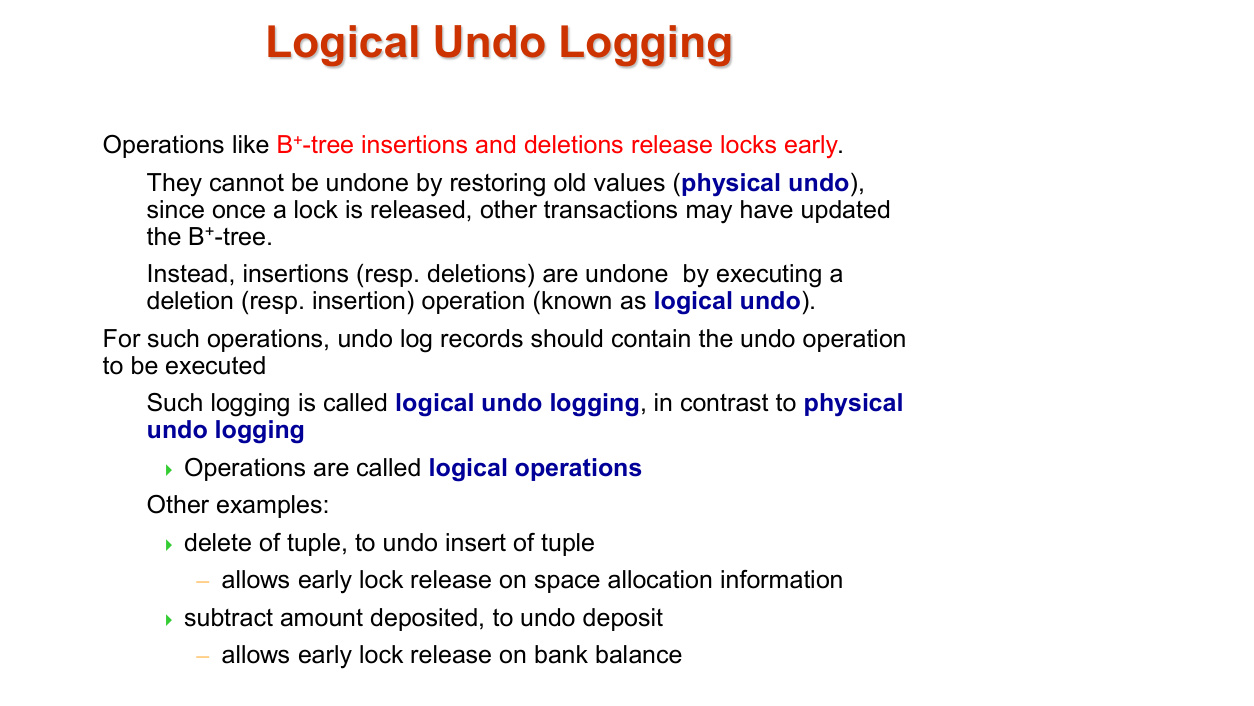 Logical Undo Logging
Operations like B+-tree insertions and deletions release locks early.
They cannot be undone by restoring old values (physical undo),
since once a lock is released, other transactions may have updated
the B+-tree.
Instead, insertions (resp. deletions) are undone  by executing a
deletion (resp. insertion) operation (known as logical undo).
For such operations, undo log records should contain the undo operation
to be executed
Such logging is called logical undo logging, in contrast to physical
undo logging
Operations are called logical operations
Other examples:
delete of tuple, to undo insert of tuple
– allows early lock release on space allocation information
subtract amount deposited, to undo deposit
– allows early lock release on bank balance